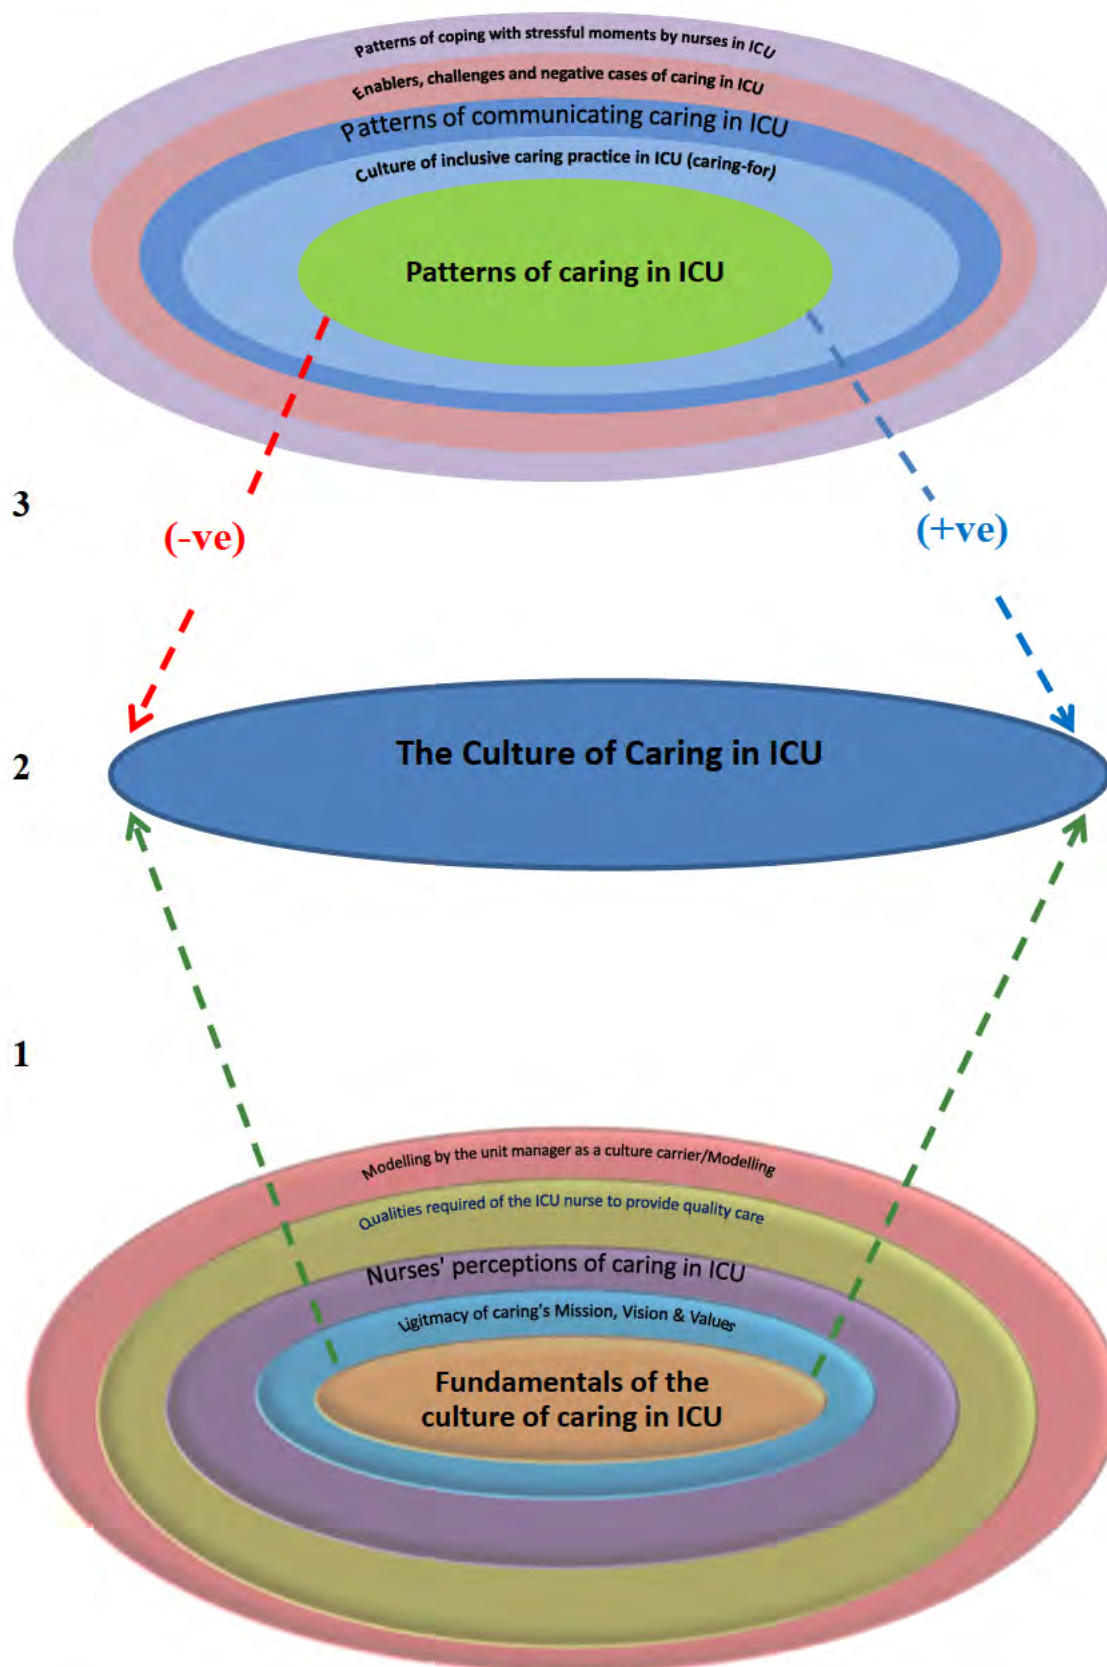 Patterns of coping with stressful moments by nurses in ICU
Enablers, challenges and negative cases of caring in ICU
Patterns of communicating caring in ICU
Culture of inclusive caring practice in ICU (caring-for)
Patterns of caring in ICU
3
(-ve)
(+ve)
The Culture of Caring in ICU
2
1
Modelling by the unit manager as a culture carrier/Modelling
Qualities required of the ICU nurse to provide quality care
Nurses' perceptions of caring in ICU
Ligitmacy of caring's Mission, Vision & Values
Fundamentals of the
culture of caring in ICU